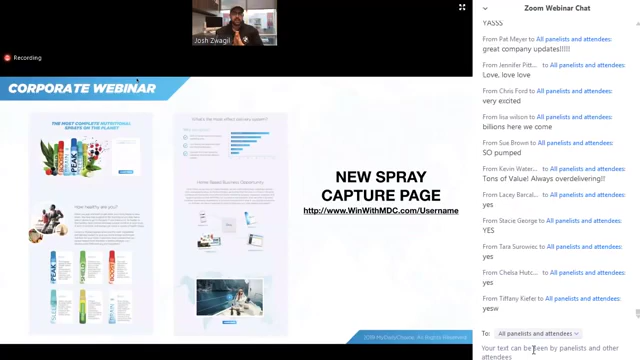 Zoom Webinar Chat
YASSS
From Pat Meyer to All panelists and attendees:
great company updates!!!!!
From Jennifer Pitt... to All panelists and attendees:
Love, love love
From Chris Ford to All panelists and attendees:
very excited
From lisa wilson to All panelists and attendees:
billions here we come
From Sue Brown to All panelists and attendees:
SO pumped
From Kevin Water... to All panelists and attendees:
Tons of Value! Always overdelivering!!
From Lacey Barcal... to All panelists and attendees:
yes
From Stacie George to All panelists and attendees:
YES
From Tara Surowec to All panelists and attendees:
yes
From Chelsa Hutc... to All panelists and attendees:
yes
From Tiffany Kiefer to All panelists and attendees:
yesw
To: All panelists and attendees
Your text can be seen by panelists and other
attendees
Josh Zwagil
Recording
CORPORATE WEBINAR
THE MOST COMPLETE NUTRITIONAL
SPRAYS ON THE PLANET
How healthy are you?
PEAK
SHIELD
BOOST
Home Based Business Opportunity
NEW SPRAY
CAPTURE PAGE
http://www.WinWithMDC.com/Username
All Rights Reserved